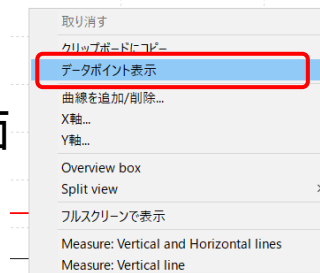 取り消す
クリップボードにコピー
データポイント表示
曲線を追加/削除...
X軸...
Y軸...
Overview box
Split view
フルスクリーンで表示
Measure: Vertical and Horizontal lines
Measure: Vertical line